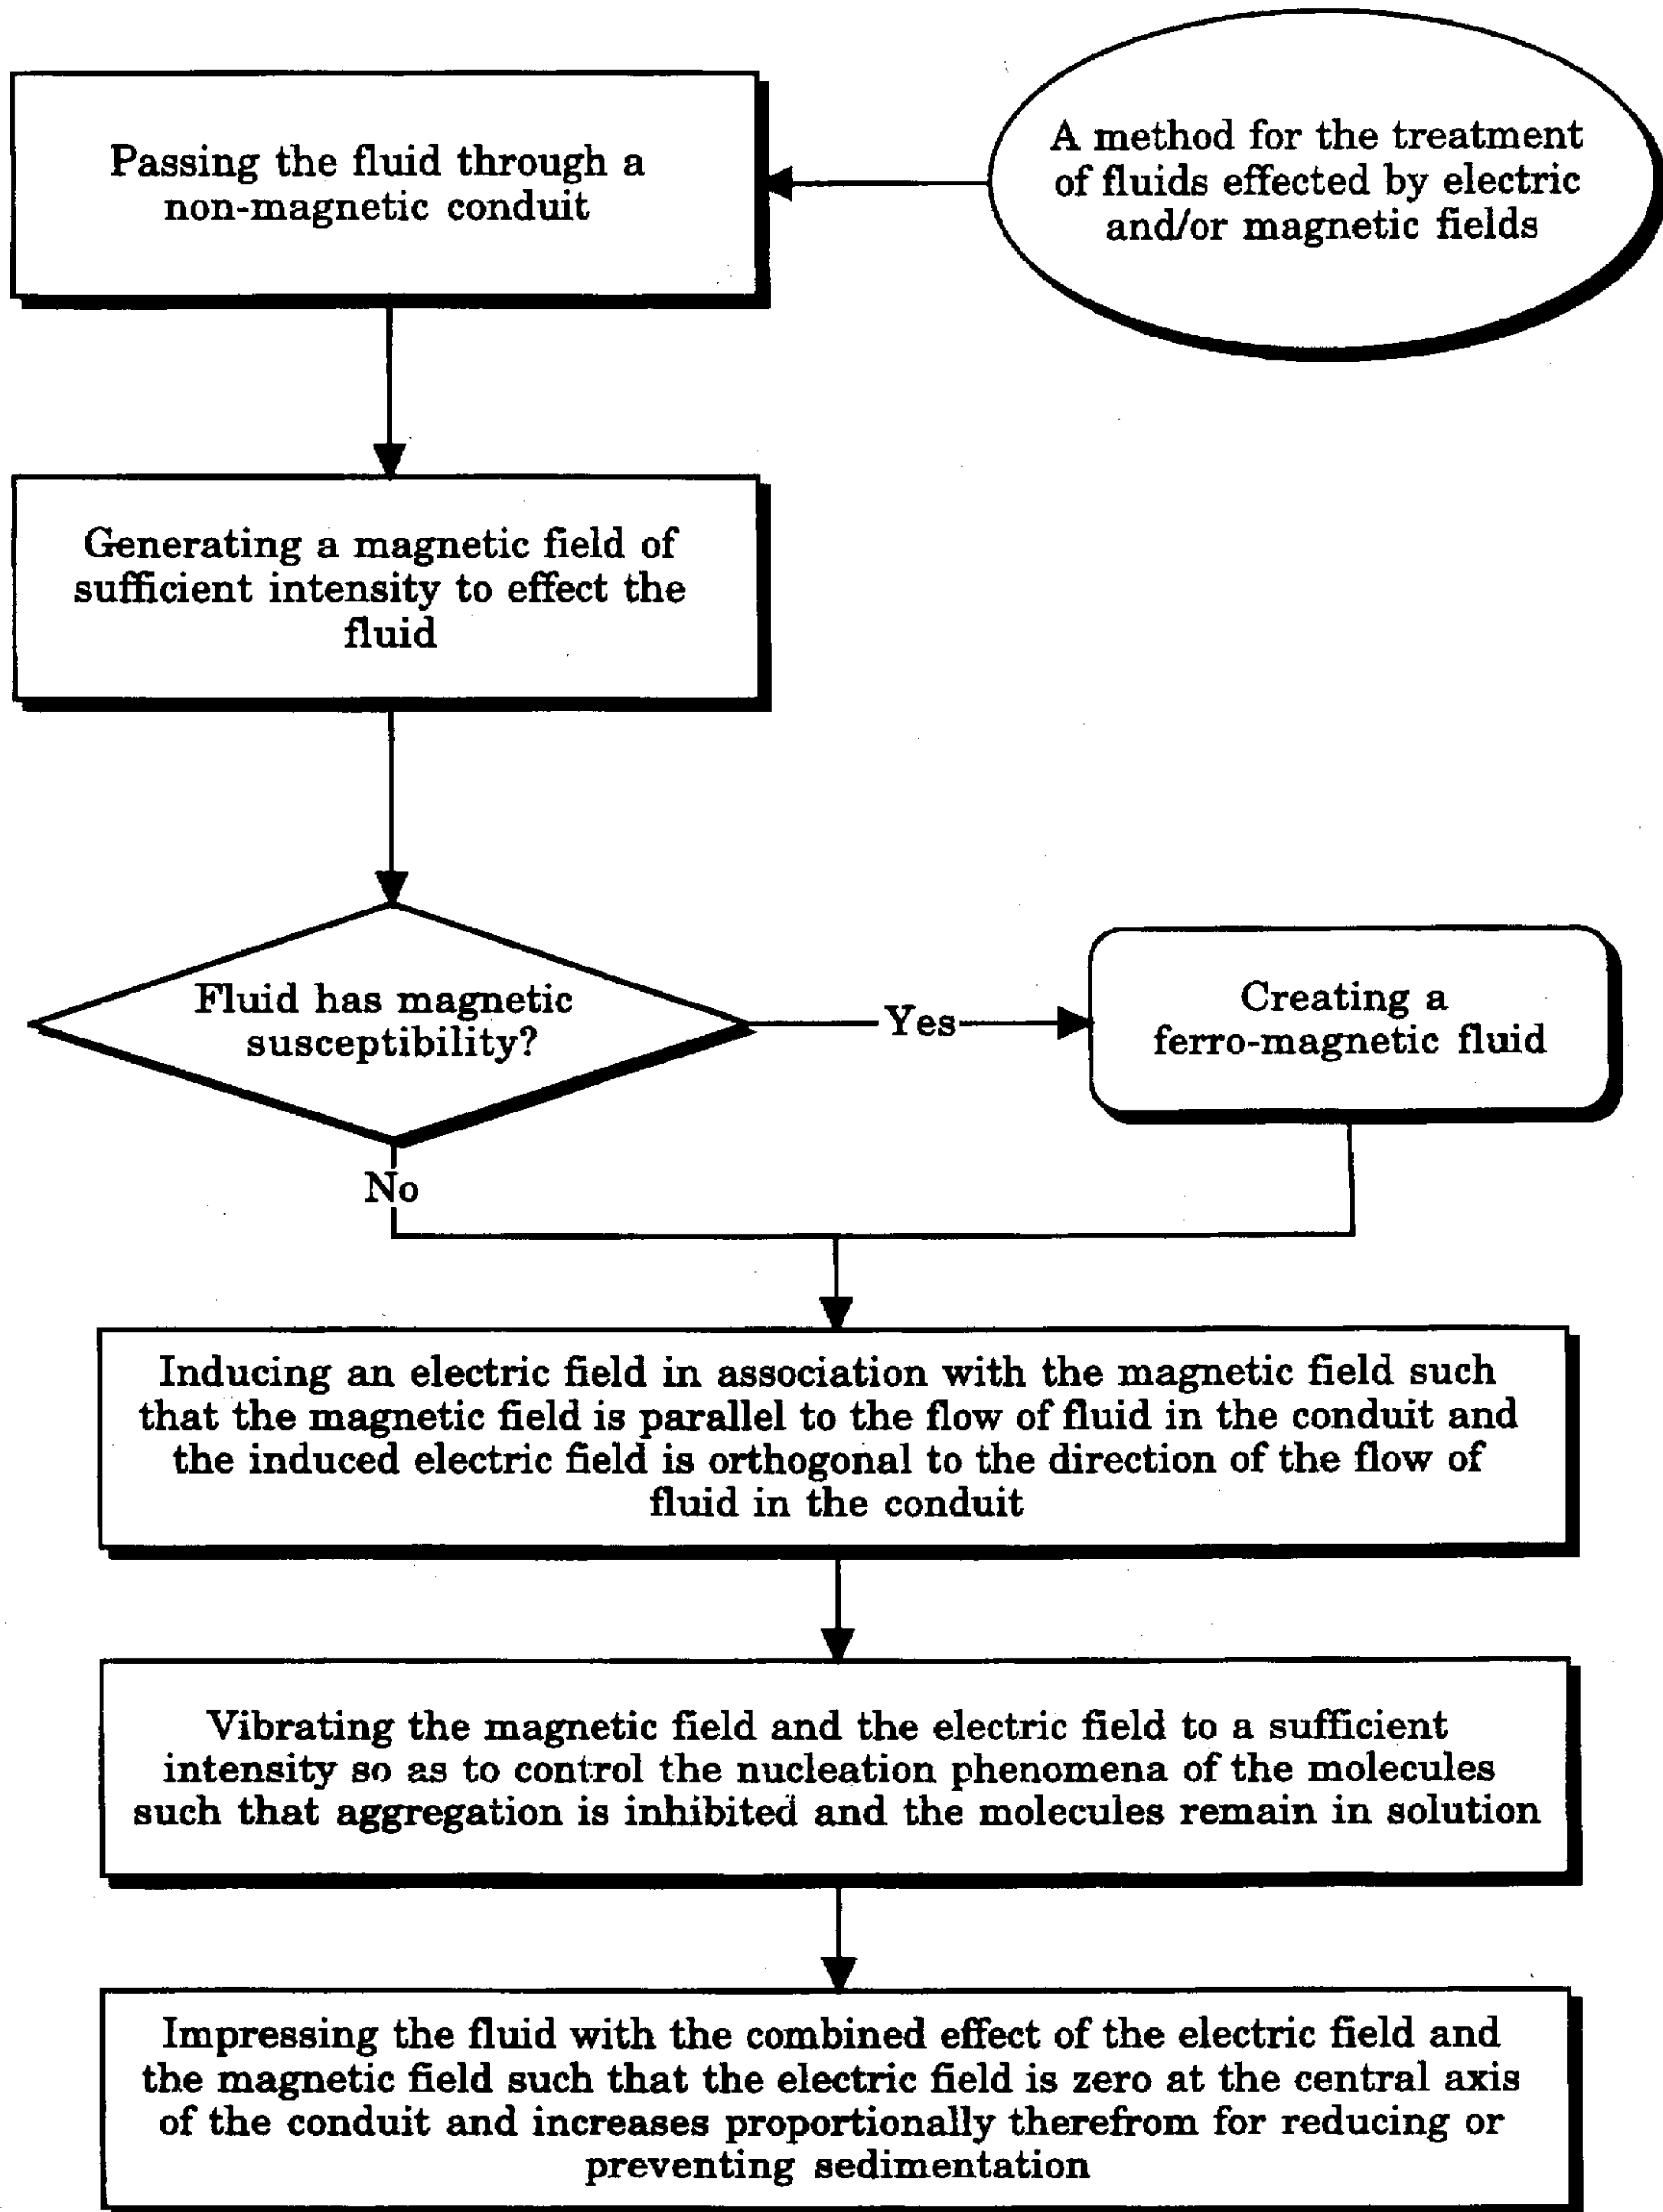 A method for the treatment
of fluids effected by electric
and/or magnetic fields
Passing the fluid through a
non-magnetic conduit
Generating a magnetic field of
sufficient intensity to effect the
fluid
Fluid has magnetic
susceptibility?
Yes
Creating a
ferro-magnetic fluid
No
Inducing an electric field in association with the magnetic field such
that the magnetic field is parallel to the flow of fluid in the conduit and
the induced electric field is orthogonal to the direction of the flow of
fluid in the conduit
Vibrating the magnetic field and the electric field to a sufficient
intensity so as to control the nucleation phenomena of the molecules
such that aggregation is inhibited and the molecules remain in solution
Impressing the fluid with the combined effect of the electric field and
the magnetic field such that the electric field is zero at the central axis
of the conduit and increases proportionally therefrom for reducing or
preventing sedimentation